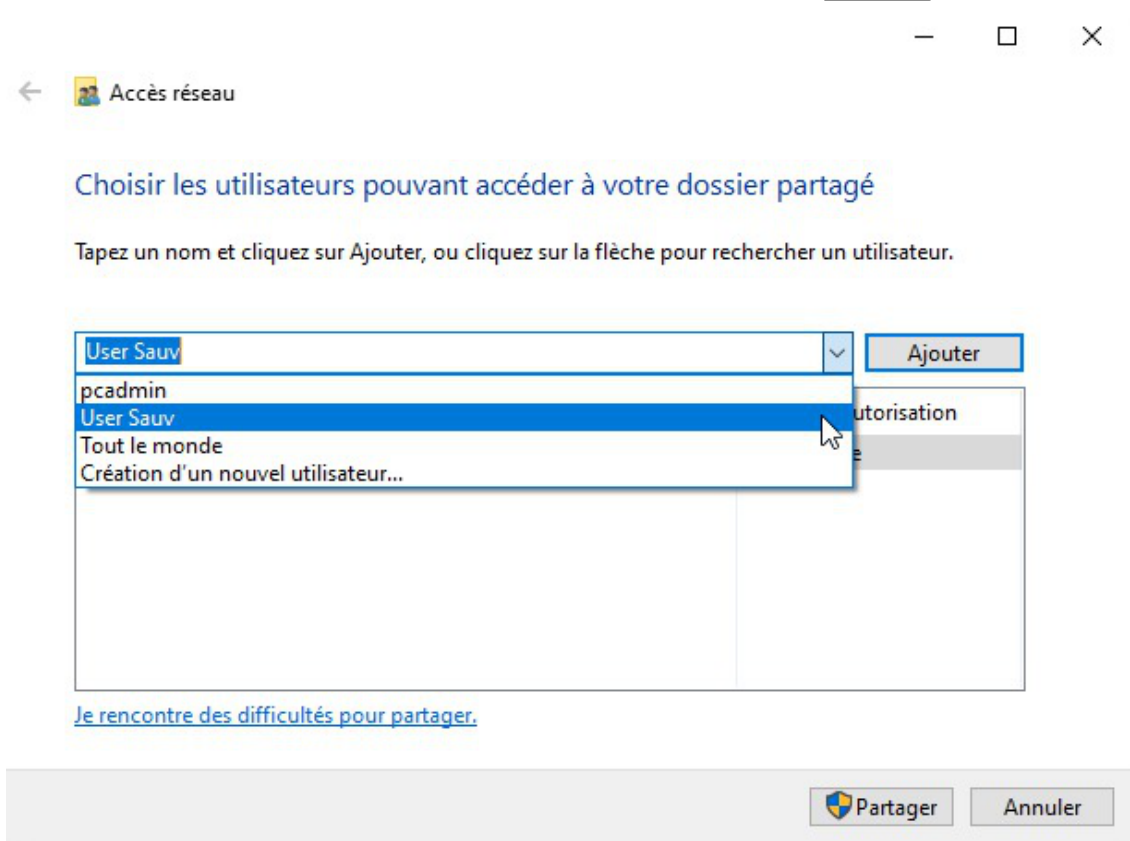 Accès réseau
Choisir les utilisateurs pouvant accéder à votre dossier partagé
Tapez un nom et cliquez sur Ajouter, ou cliquez sur la flèche pour rechercher un utilisateur.
User Sauv
Ajouter
pcadmin
User Sauv
Tout le monde
Création d'un nouvel utilisateur...
utorisation
e
Je rencontre des difficultés pour partager.
Partager
Annuler